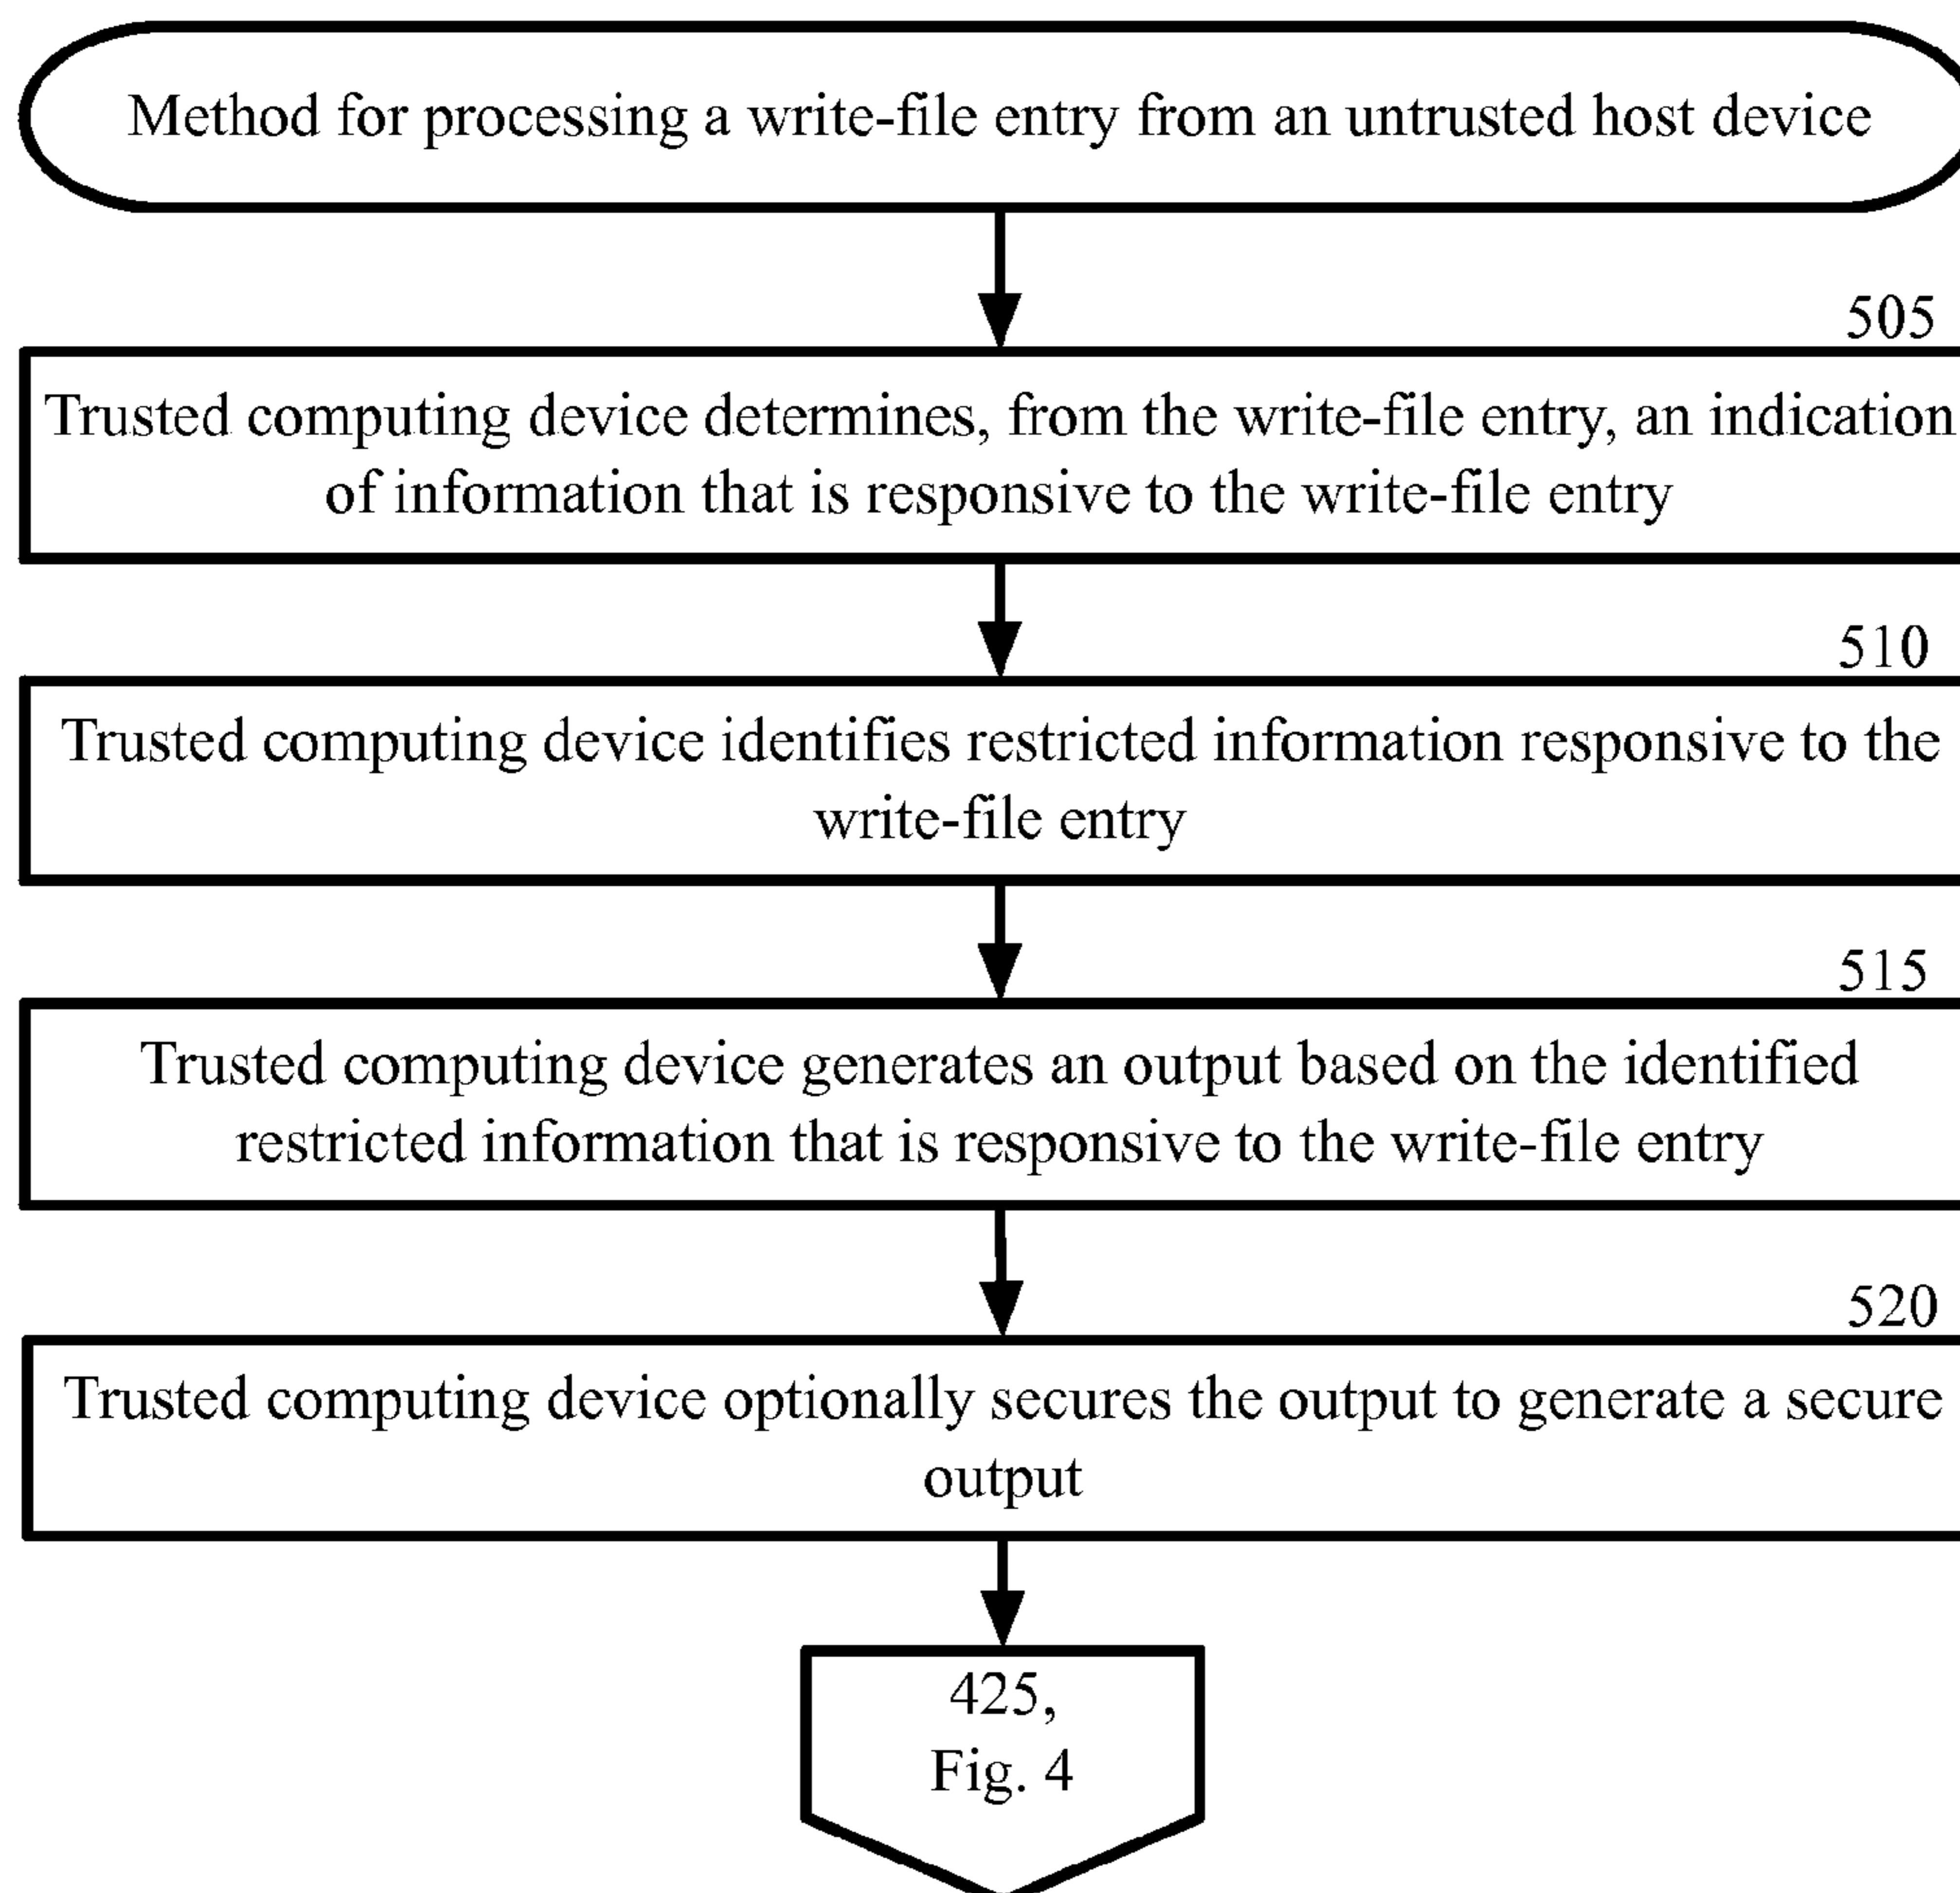 Method for processing a write-file entry from an untrusted host device
505
Trusted computing device determines, from the write-file entry, an indication
of information that is responsive to the write-file entry
510
Trusted computing device identifies restricted information responsive to the
write-file entry
515
Trusted computing device generates an output based on the identified
restricted information that is responsive to the write-file entry
520
Trusted computing device optionally secures the output to generate a secure
output
425,
Fig. 4